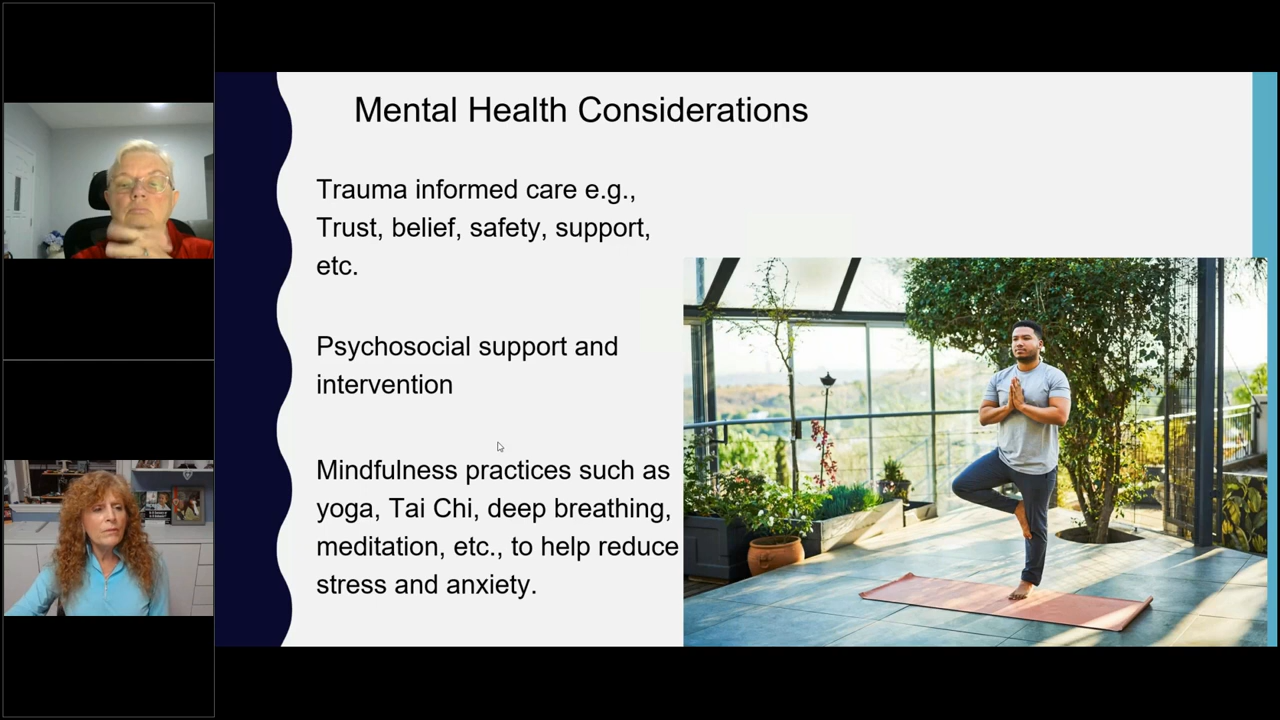 Mental Health Considerations
Trauma informed care e.g.,
Trust, belief, safety, support,
etc.
Psychosocial support and
intervention
Mindfulness practices such as
yoga, Tai Chi, deep breathing,
meditation, etc., to help reduce
stress and anxiety.